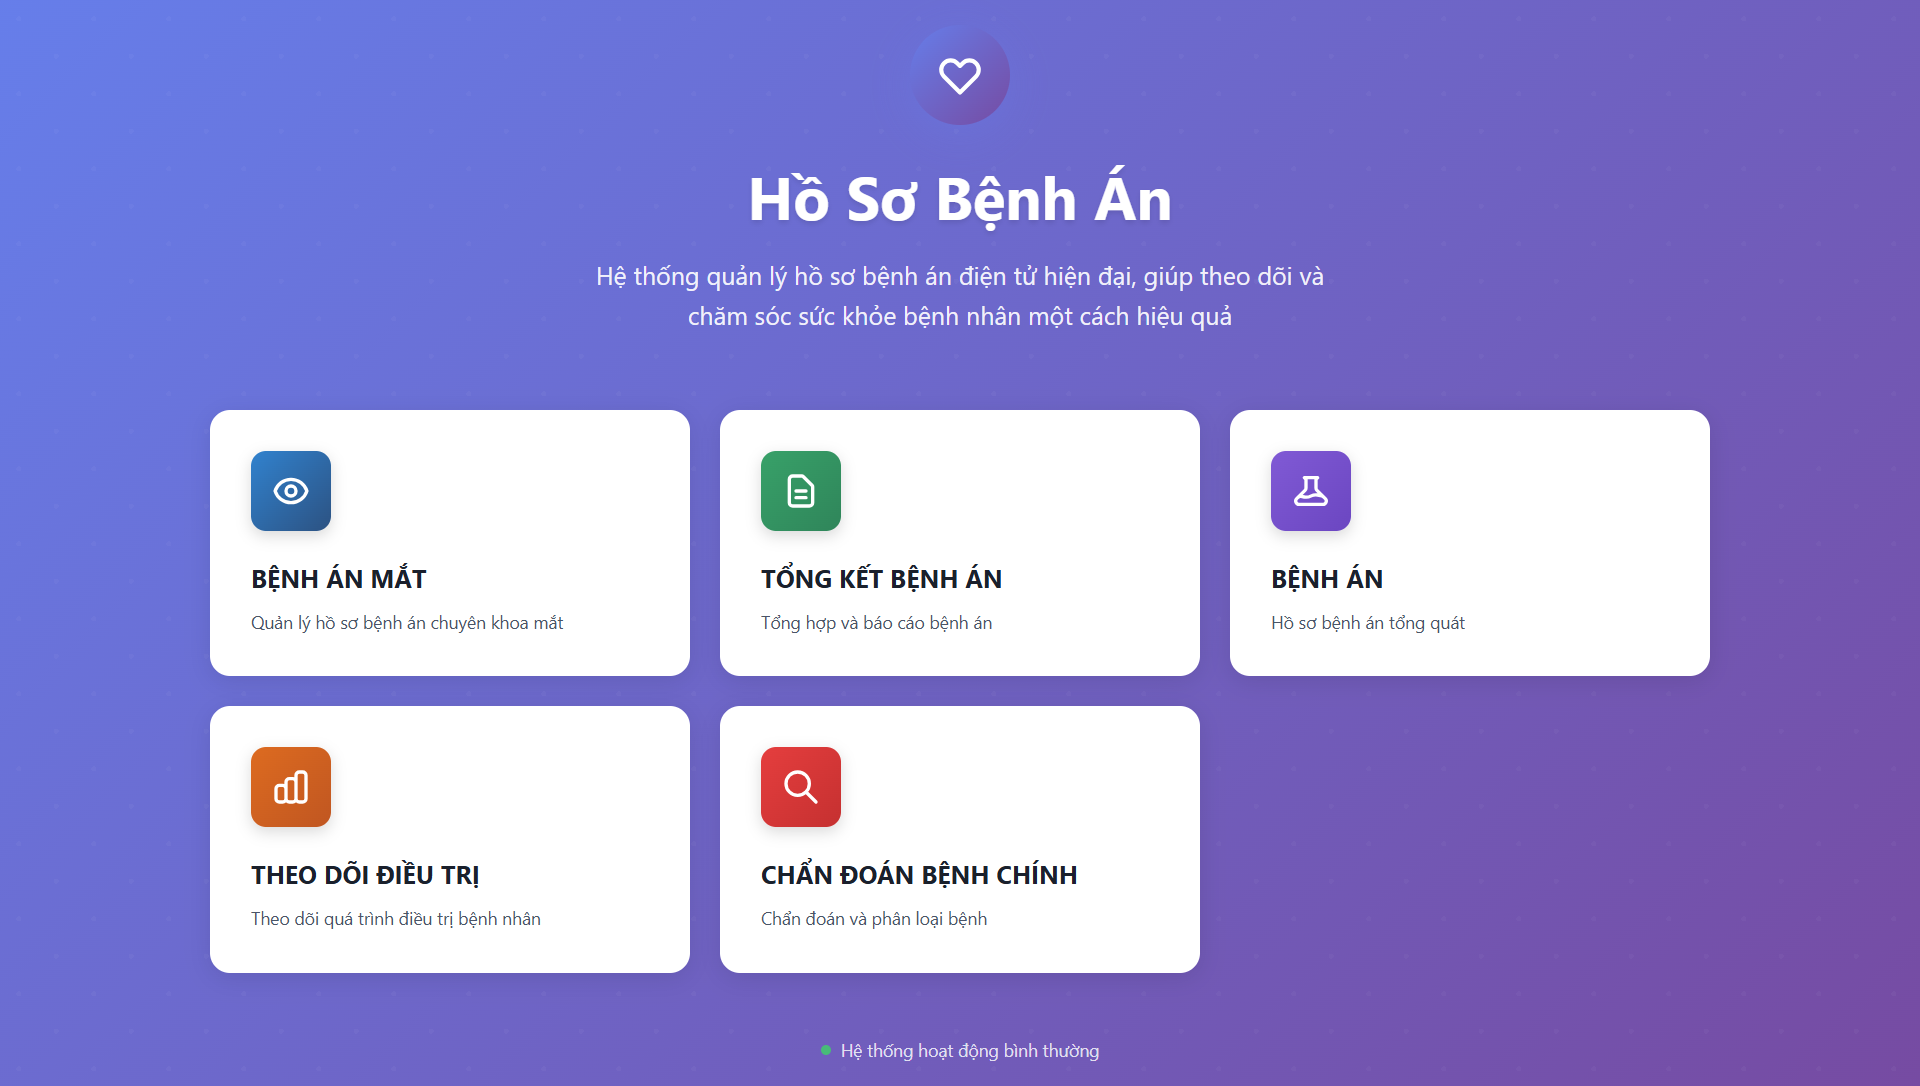 Hồ Sơ Bệnh Án
Hệ thống quản lý hồ sơ bệnh án điện tử hiện đại, giúp theo dõi và
chăm sóc sức khỏe bệnh nhân một cách hiệu quả
BỆNH ÁN MẮT
Quản lý hồ sơ bệnh án chuyên khoa mắt
TỔNG KẾT BỆNH ÁN
Tổng hợp và báo cáo bệnh án
BỆNH ÁN
Hồ sơ bệnh án tổng quát
THEO DÕI ĐIỀU TRỊ
Theo dõi quá trình điều trị bệnh nhân
CHẨN ĐOÁN BỆNH CHÍNH
Chẩn đoán và phân loại bệnh
Hệ thống hoạt động bình thường